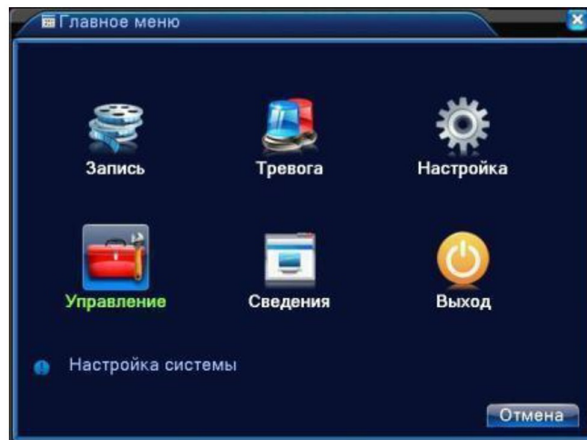 Главное меню
Запись Тревога Настройка
Управление Сведения Выход
Настройка системы
Отмена